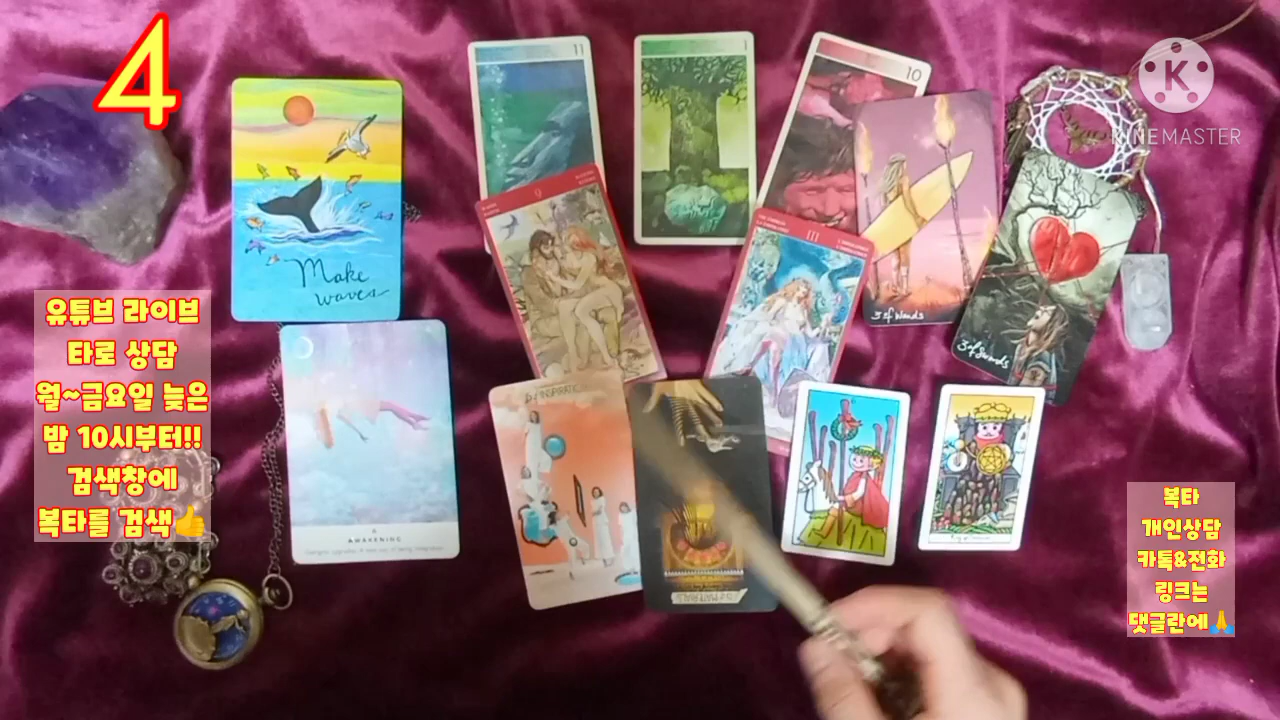 4
유튜브 라이브
타로 상담
월~금요일 늦은
밤 10시부터!!
검색창에
복타를 검색👍
Make
waves
AWAKENING
11
1
10
III
3 of Wands
3 of Swords
K
KINEMASTER
복타
개인상담
카톡&전화
링크는
댓글란에🙏